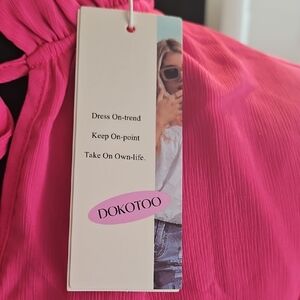 Dress On-trend
Keep On-point
Take On Own-life.
DOKOTOO